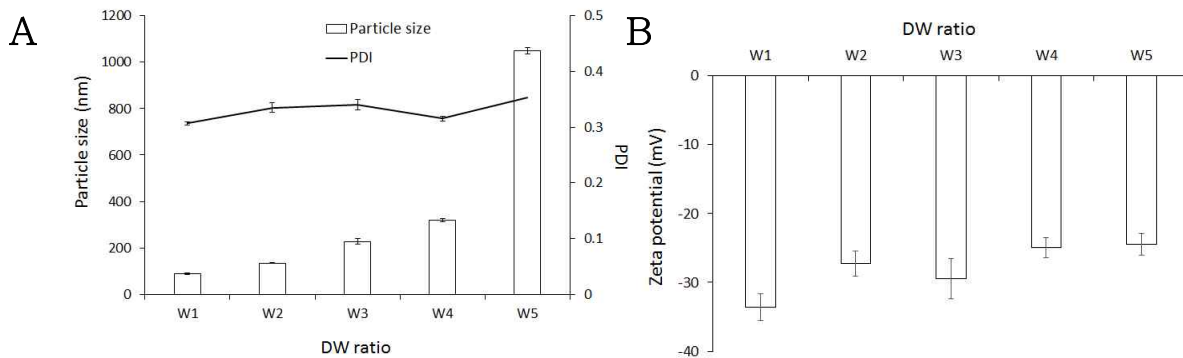 A
1200
1000
800
600
400
200
0
Particle size (nm)
Particle size
PDI
0.5
0.4
0.3
0.2
0.1
0
PDI
W1 W2 W3 W4 W5
DW ratio
B
DW ratio
W1 W2 W3 W4 W5
0
-10
-20
-30
-40
Zeta potential (mV)